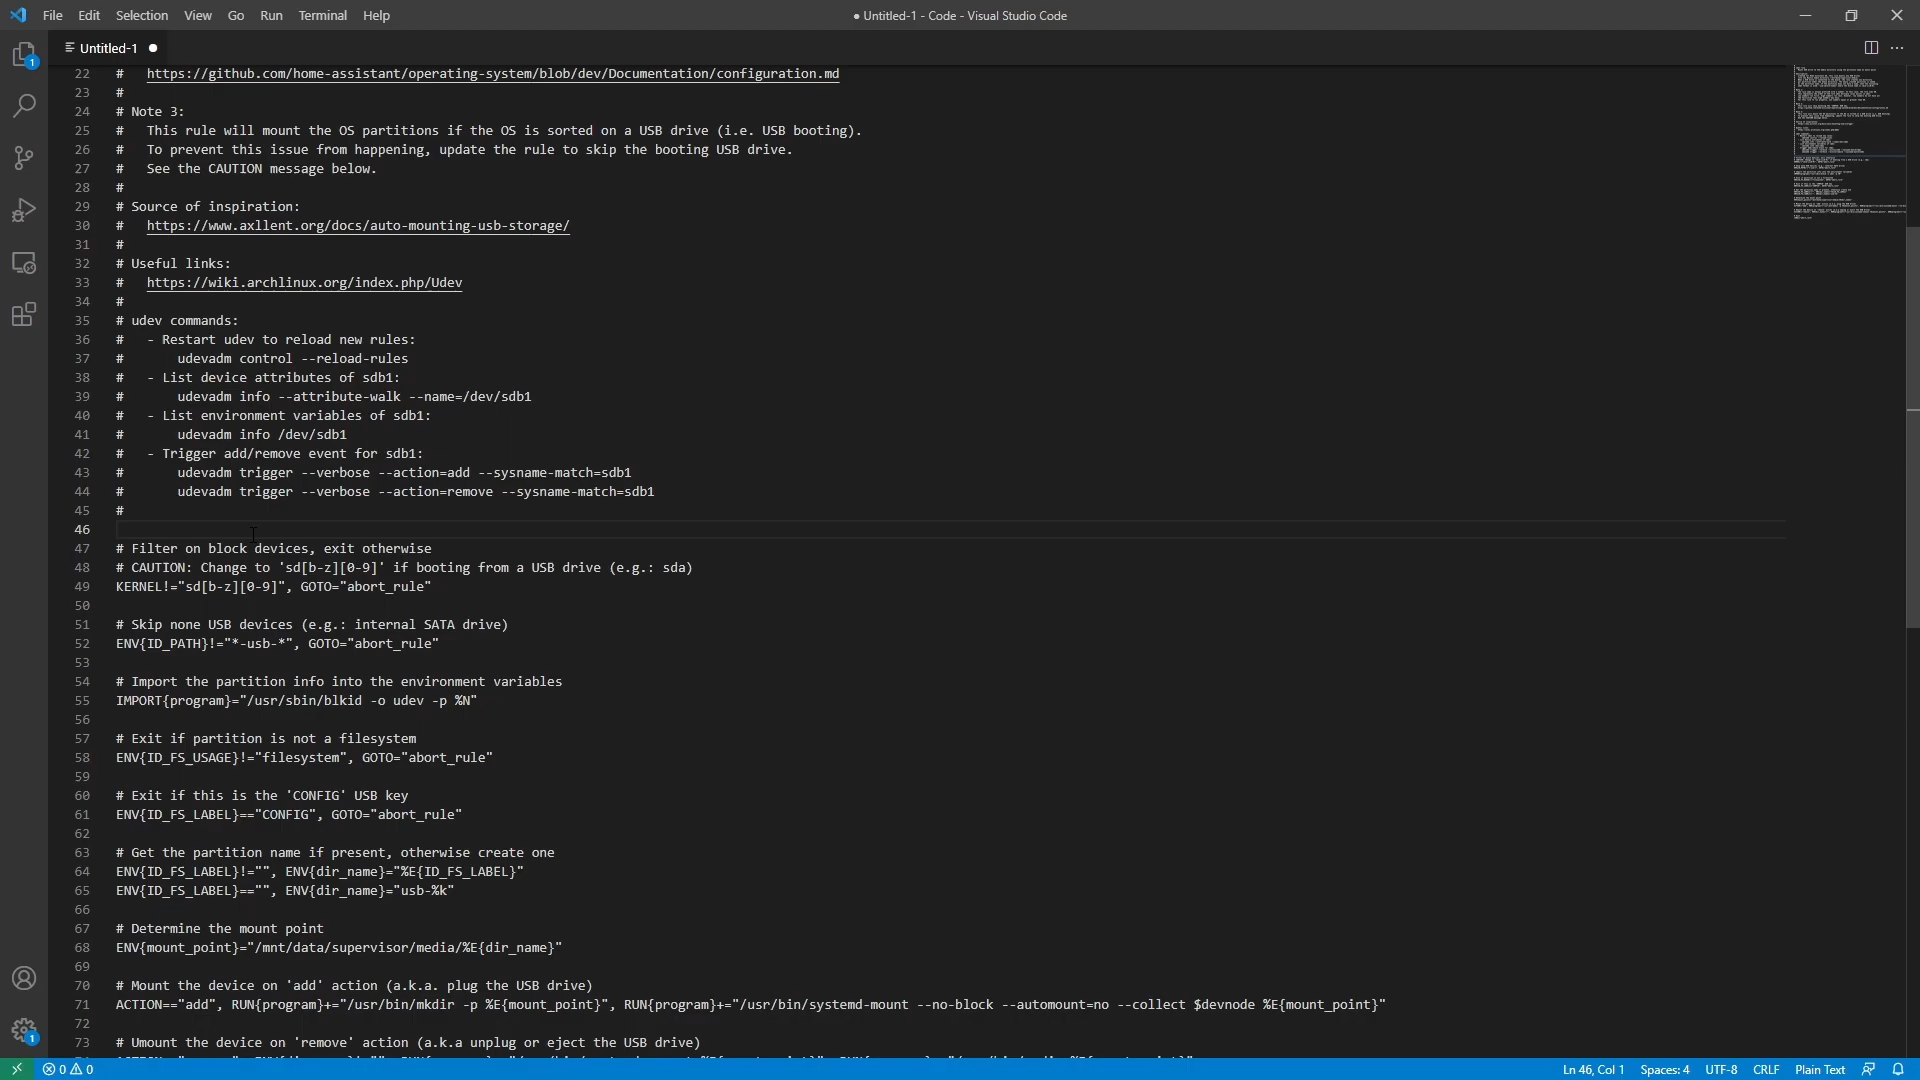 File Edit Selection View Go Run Terminal Help
● Untitled-1 - Code - Visual Studio Code
Untitled-1 ●
22 #   https://github.com/home-assistant/operating-system/blob/dev/Documentation/configuration.md
23 #
24 # Note 3:
25 #   This rule will mount the OS partitions if the OS is sorted on a USB drive (i.e. USB booting).
26 #   To prevent this issue from happening, update the rule to skip the booting USB drive.
27 #   See the CAUTION message below.
28 #
29 # Source of inspiration:
30 #   https://www.axllent.org/docs/auto-mounting-usb-storage/
31 #
32 # Useful links:
33 #   https://wiki.archlinux.org/index.php/Udev
34 #
35 # udev commands:
36 #   - Restart udev to reload new rules:
37 #       udevadm control --reload-rules
38 #   - List device attributes of sdb1:
39 #       udevadm info --attribute-walk --name=/dev/sdb1
40 #   - List environment variables of sdb1:
41 #       udevadm info /dev/sdb1
42 #   - Trigger add/remove event for sdb1:
43 #       udevadm trigger --verbose --action=add --sysname-match=sdb1
44 #       udevadm trigger --verbose --action=remove --sysname-match=sdb1
45 #
46
47 # Filter on block devices, exit otherwise
48 # CAUTION: Change to 'sd[b-z][0-9]' if booting from a USB drive (e.g.: sda)
49 KERNEL!="sd[b-z][0-9]", GOTO="abort_rule"
50
51 # Skip none USB devices (e.g.: internal SATA drive)
52 ENV{ID_PATH}!="*-usb-*", GOTO="abort_rule"
53
54 # Import the partition info into the environment variables
55 IMPORT{program}="/usr/sbin/blkid -o udev -p %N"
56
57 # Exit if partition is not a filesystem
58 ENV{ID_FS_USAGE}!="filesystem", GOTO="abort_rule"
59
60 # Exit if this is the 'CONFIG' USB key
61 ENV{ID_FS_LABEL}=="CONFIG", GOTO="abort_rule"
62
63 # Get the partition name if present, otherwise create one
64 ENV{ID_FS_LABEL}!="", ENV{dir_name}="%E{ID_FS_LABEL}"
65 ENV{ID_FS_LABEL}=="", ENV{dir_name}="usb-%k"
66
67 # Determine the mount point
68 ENV{mount_point}="/mnt/data/supervisor/media/%E{dir_name}"
69
70 # Mount the device on 'add' action (a.k.a. plug the USB drive)
71 ACTION=="add", RUN{program}+="/usr/bin/mkdir -p %E{mount_point}", RUN{program}+="/usr/bin/systemd-mount --no-block --automount=no --collect $devnode %E{mount_point}"
72
73 # Umount the device on 'remove' action (a.k.a unplug or eject the USB drive)
1
1
0 0
Ln 46, Col 1 Spaces: 4 UTF-8 CRLF Plain Text